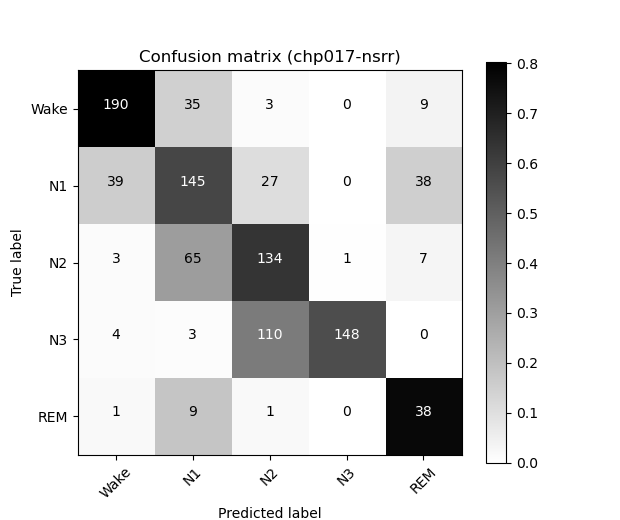 Confusion matrix (chp017-nsrr)
True label
Wake 190 35 3 0 9
N1 39 145 27 0 38
N2 3 65 134 1 7
N3 4 3 110 148 0
REM 1 9 1 0 38
Wake N1 N2 N3 REM
Predicted label
0.8
0.7
0.6
0.5
0.4
0.3
0.2
0.1
0.0